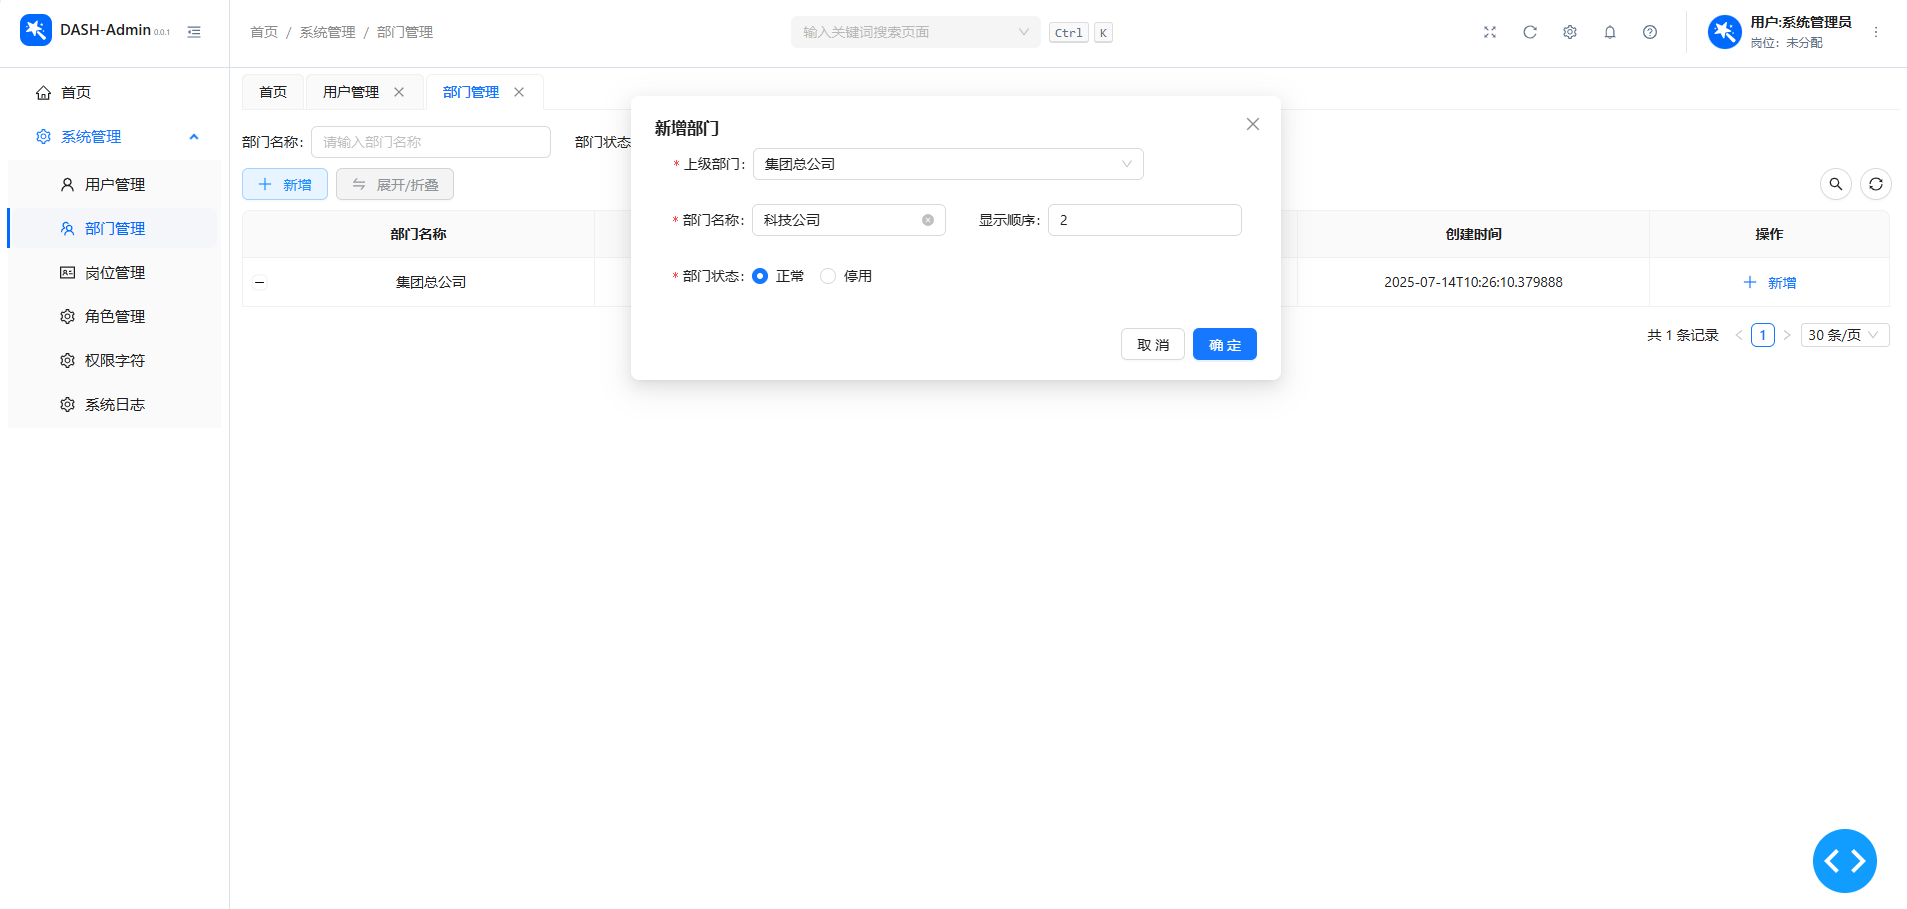 DASH-Admin 0.0.1
首页 / 系统管理 / 部门管理
输入关键词搜索页面
Ctrl K
用户:系统管理员
岗位：未分配
首页
系统管理
用户管理
部门管理
岗位管理
角色管理
权限字符
系统日志
首页 用户管理 部门管理
部门名称： 请输入部门名称 部门状态
新增 展开/折叠
部门名称 创建时间 操作
集团总公司 2025-07-14T10:26:10.379888 新增
共 1 条记录 1 30 条/页
新增部门
* 上级部门： 集团总公司
* 部门名称： 科技公司 显示顺序： 2
* 部门状态： 正常 停用
取 消 确 定